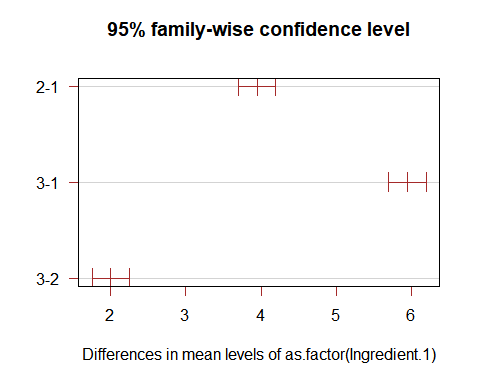 95% family-wise confidence level
2-1
3-1
3-2
2 3 4 5 6
Differences in mean levels of as.factor(Ingredient.1)